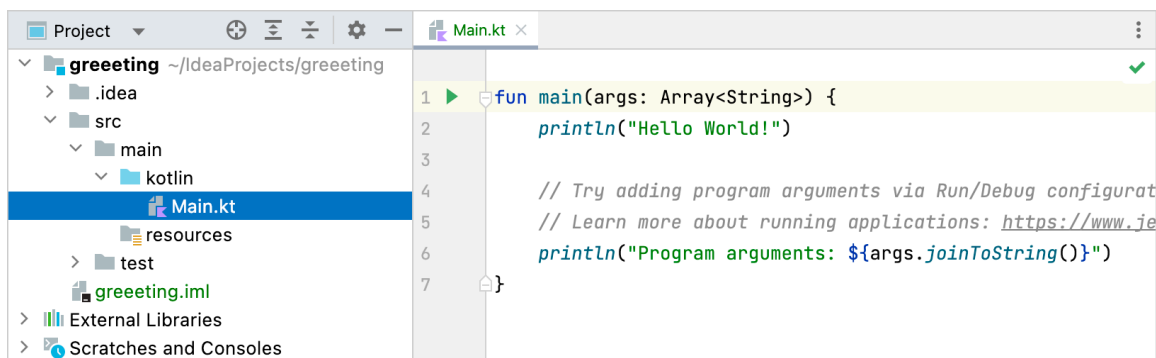 Project
Main.kt
greeeting ~/IdeaProjects/greeeting
.idea
src
main
kotlin
Main.kt
resources
test
greeeting.iml
External Libraries
Scratches and Consoles
1 fun main(args: Array<String>) {
2 println("Hello World!")
3
4 // Try adding program arguments via Run/Debug configurat
5 // Learn more about running applications: https://www.je
6 println("Program arguments: ${args.joinToString()}")
7 }